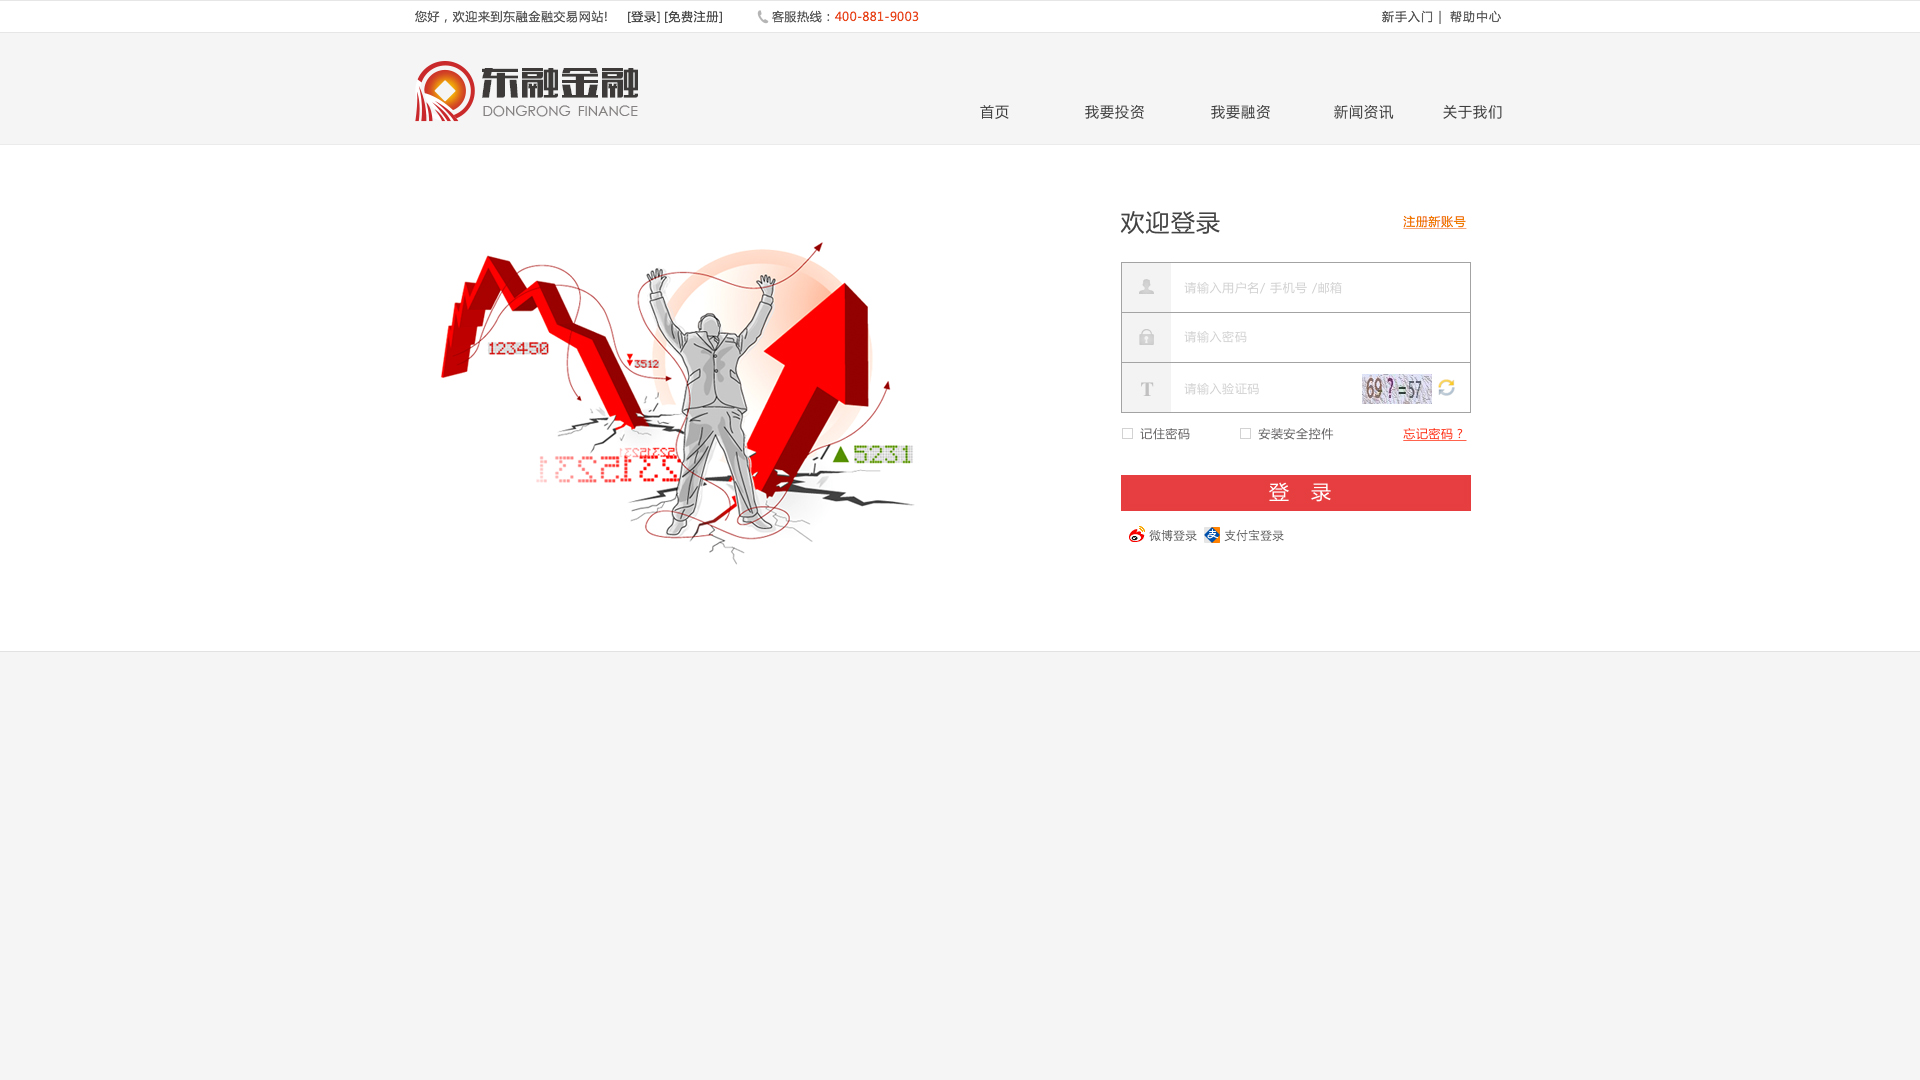 您好，欢迎来到东融金融交易网站! [登录] [免费注册] 客服热线：400-881-9003 新手入门 | 帮助中心
东融金融
DONGRONG FINANCE
首页 我要投资 我要融资 新闻资讯 关于我们
欢迎登录 注册新账号
请输入用户名/ 手机号 /邮箱
123450
请输入密码
3512
请输入验证码 69 ? =57
记住密码 安装安全控件 忘记密码？
5231
登 录
微博登录 支付宝登录